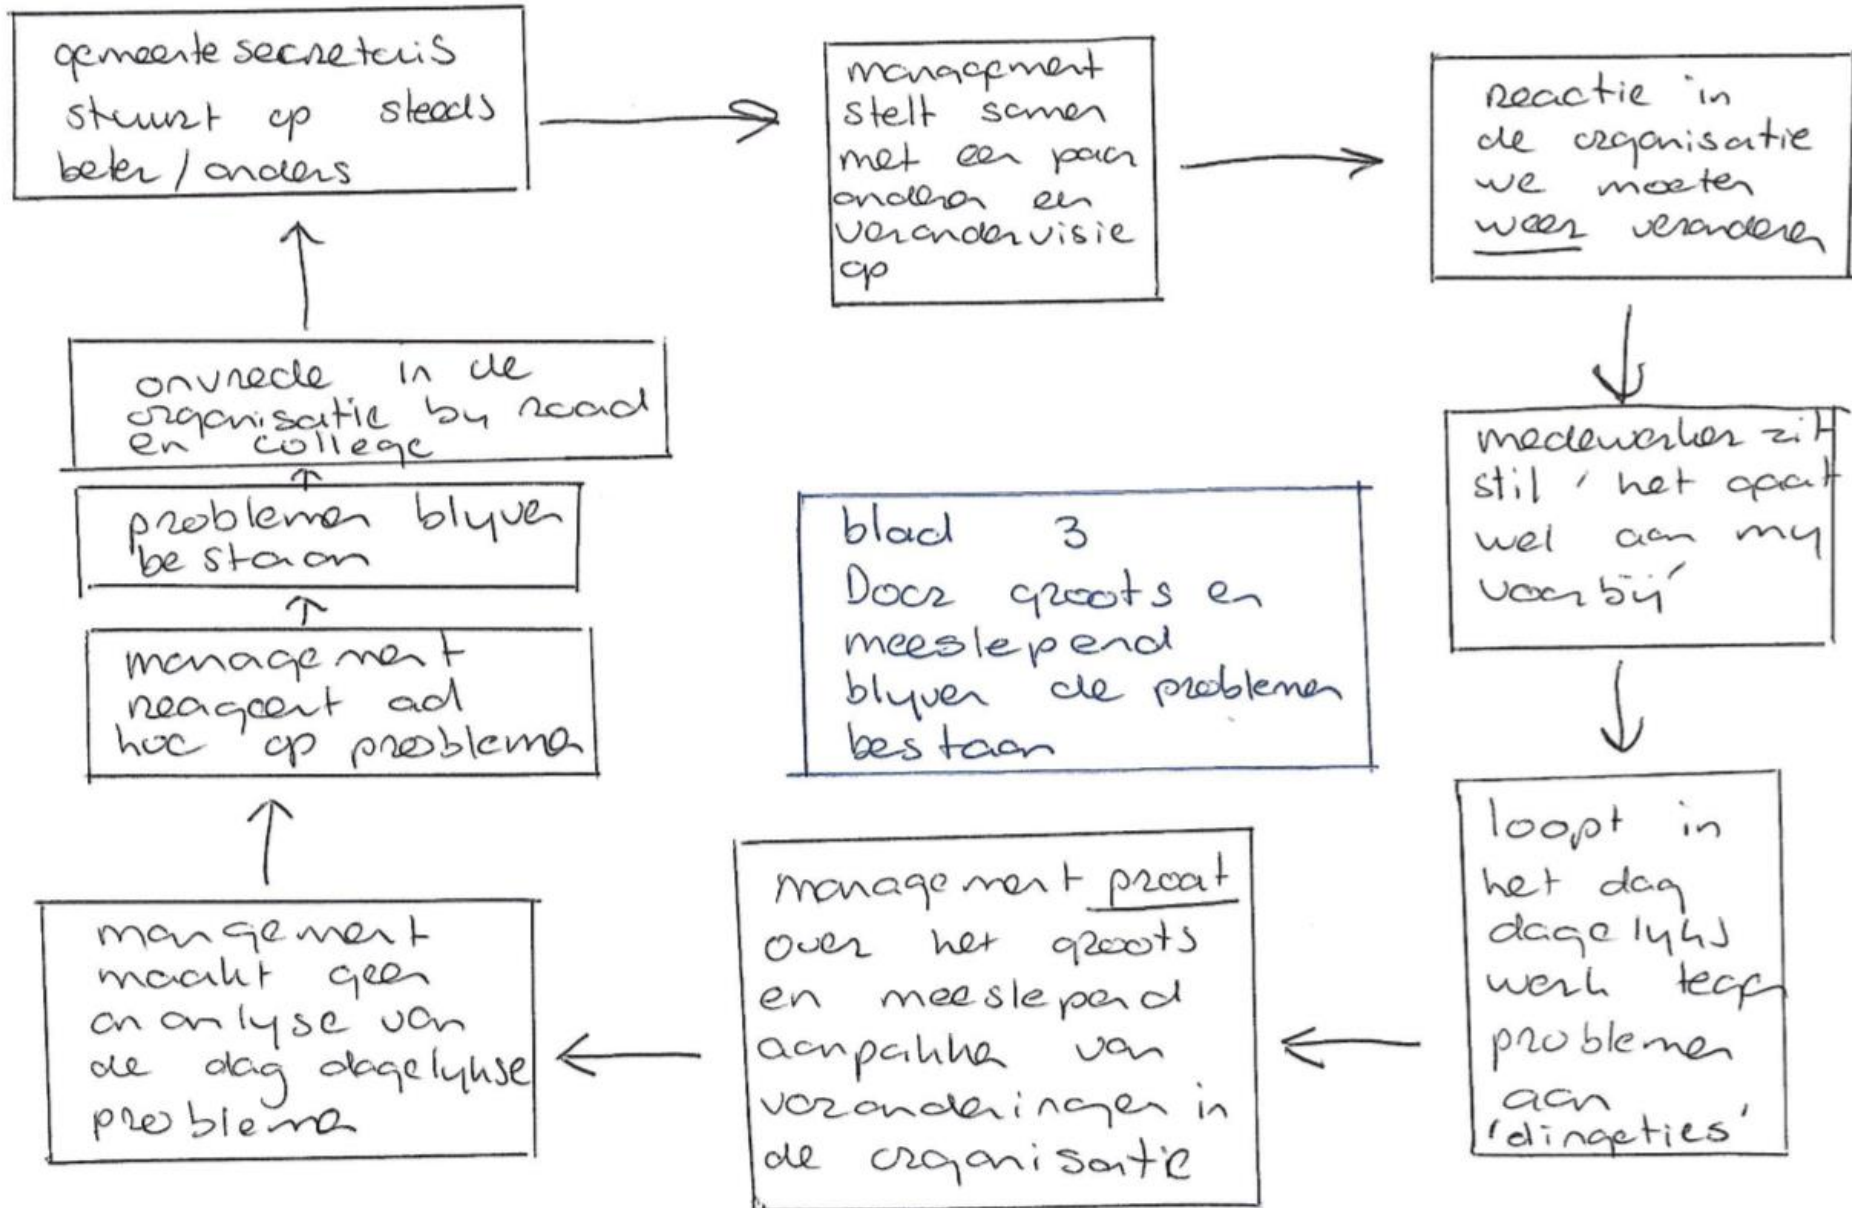 gemeente secretaris
stuurt op steeds
beter / anders
management
stelt samen
met een paar
anderen een
verandervisie
op
reactie in
de organisatie
we moeten
weer veranderen
medewerker zit
stil 'het gaat
wel aan my
voorbij'
loopt in
het dag
dagelyks
werk tegen
problemen
aan
'dingeties'
management praat
over het groots
en meeslepend
aanpakken van
veranderingen in
de organisatie
mangement
maakt geen
ananlyse van
de dag dagelykse
problemen
management
reageert ad
hoc op problemen
problemen blyven
bestaan
onvrede in de
organisatie by raad
en college
blad 3
Door groots en
meeslepend
blyven de problemen
bestaan